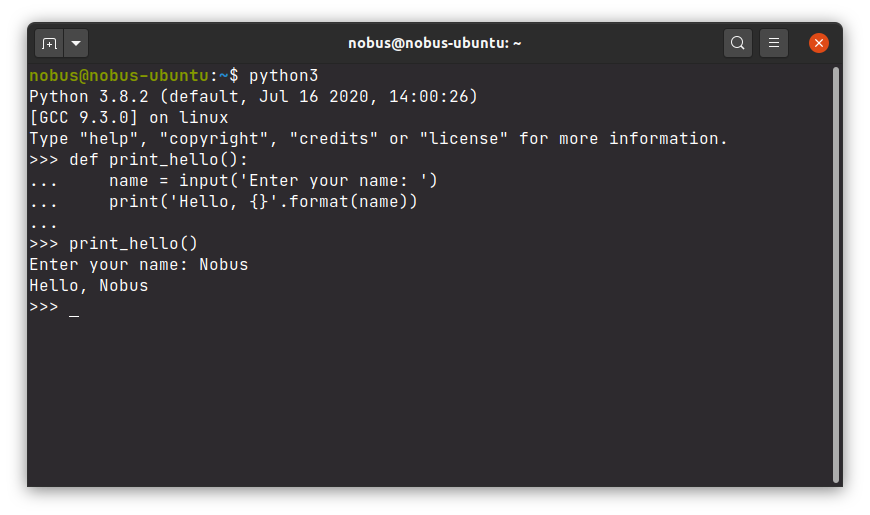 nobus@nobus-ubuntu: ~
nobus@nobus-ubuntu:~$ python3
Python 3.8.2 (default, Jul 16 2020, 14:00:26)
[GCC 9.3.0] on linux
Type "help", "copyright", "credits" or "license" for more information.
>>> def print_hello():
...     name = input('Enter your name: ')
...     print('Hello, {}'.format(name))
...
>>> print_hello()
Enter your name: Nobus
Hello, Nobus
>>> _